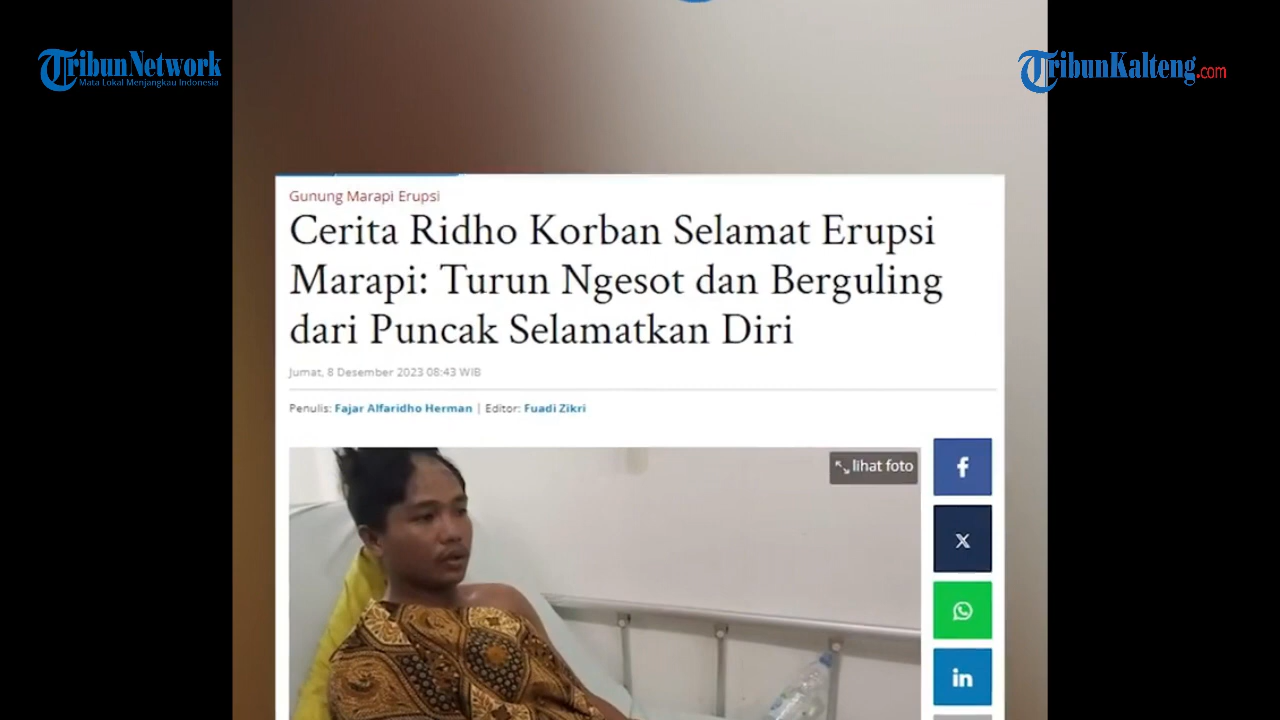 TribunNetwork
Mata Lokal Menjangkau Indonesia
TribunKalteng.com
Gunung Marapi Erupsi
Cerita Ridho Korban Selamat Erupsi
Marapi: Turun Ngesot dan Berguling
dari Puncak Selamatkan Diri
Jumat, 8 Desember 2023 08:43 WIB
Penulis: Fajar Alfaridho Herman | Editor: Fuadi Zikri
lihat foto
f
X
in